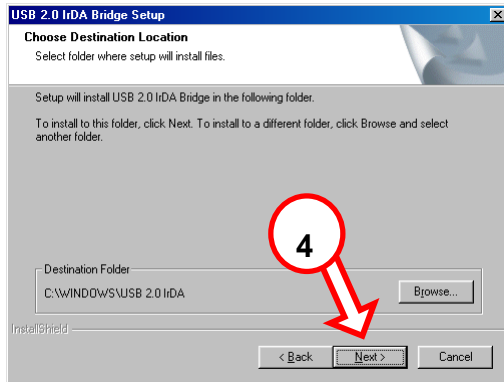 USB 2.0 IrDA Bridge Setup
Choose Destination Location
Select folder where setup will install files.
Setup will install USB 2.0 IrDA Bridge in the following folder.
To install to this folder, click Next. To install to a different folder, click Browse and select
another folder.
4
Destination Folder
C:\WINDOWS\USB 2.0 IrDA
Browse...
InstallShield
< Back
Next >
Cancel